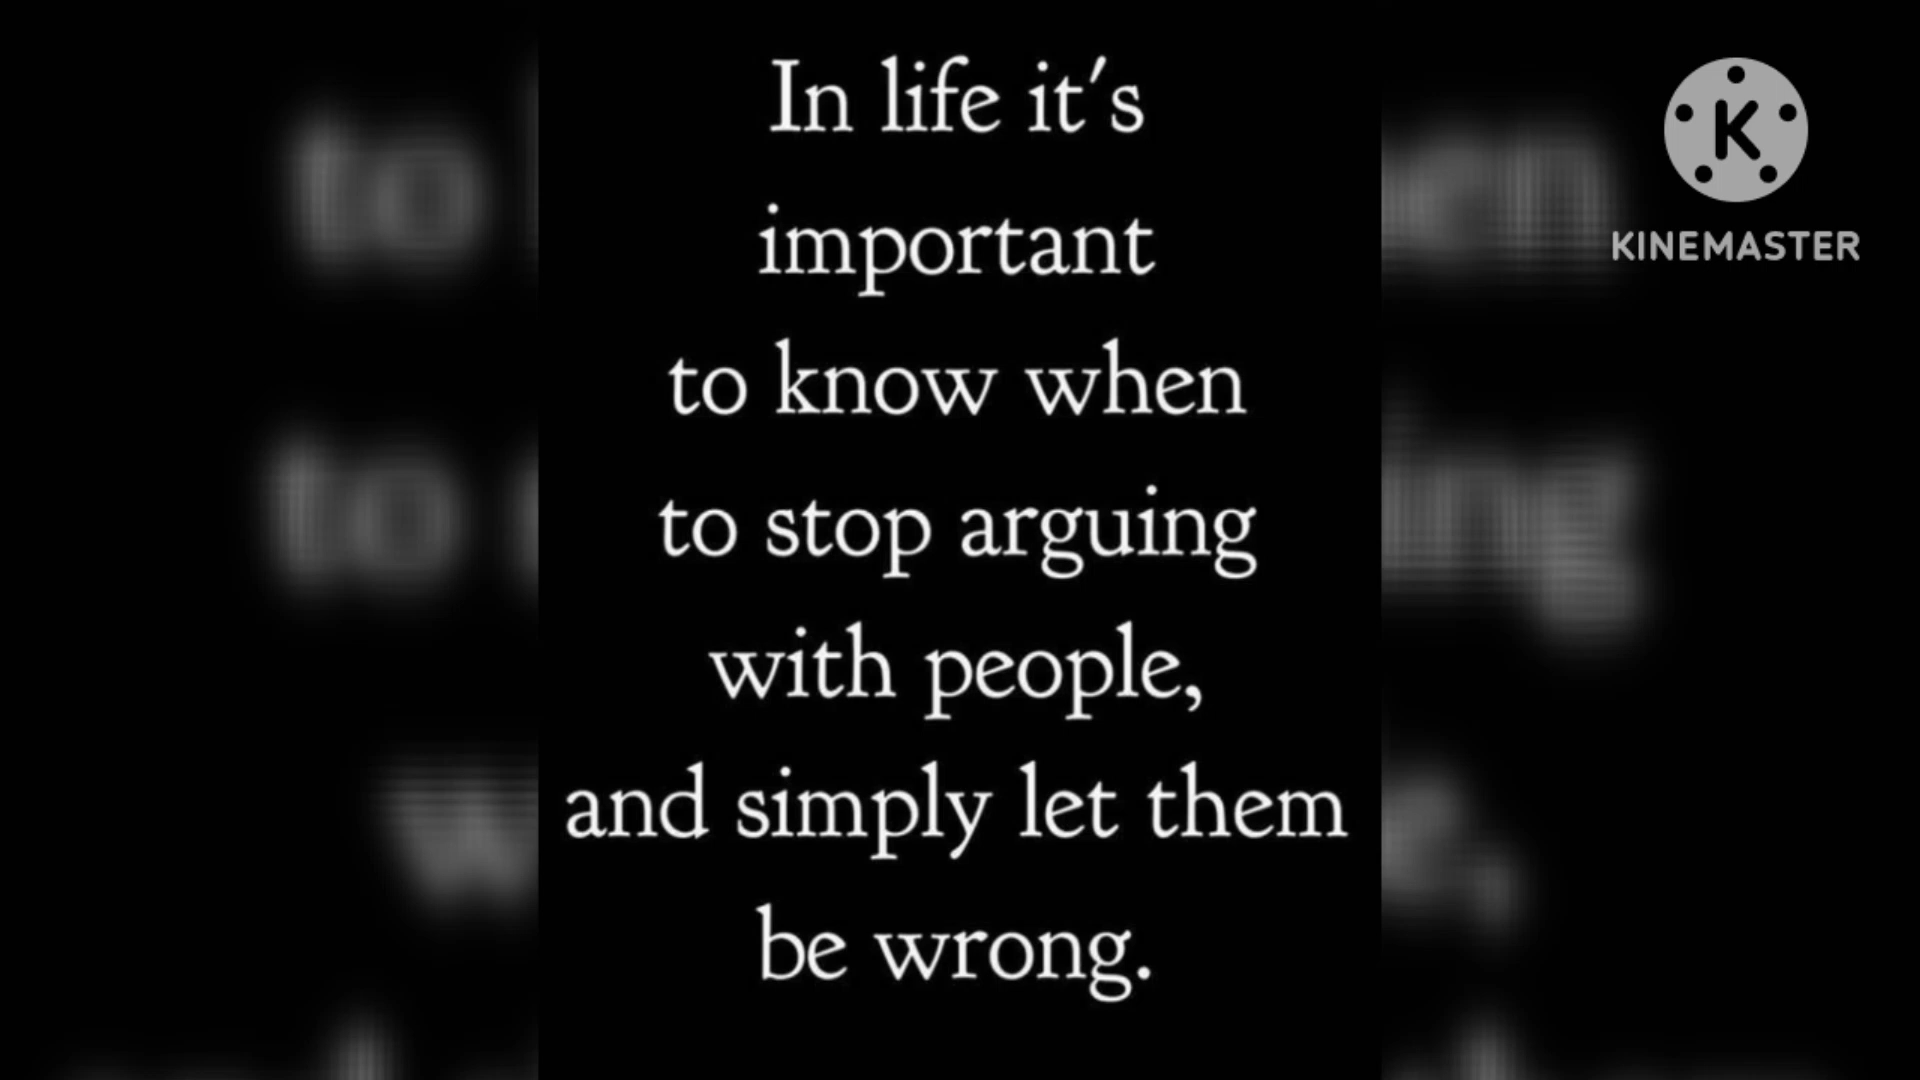 In life it's
important
to know when
to stop arguing
with people,
and simply let them
be wrong.
K
KINEMASTER